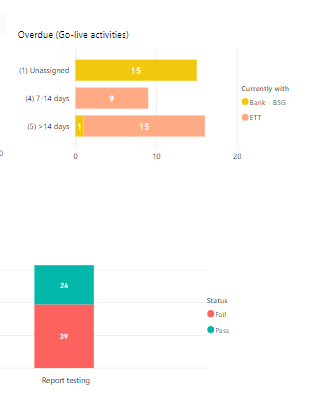 Overdue (Go-live activities)
(1) Unassigned
15
(4) 7-14 days
9
(5) >14 days
1
15
0
10
20
Currently with
Bank - BSG
ETT
0
24
39
Report testing
Status
Fail
Pass